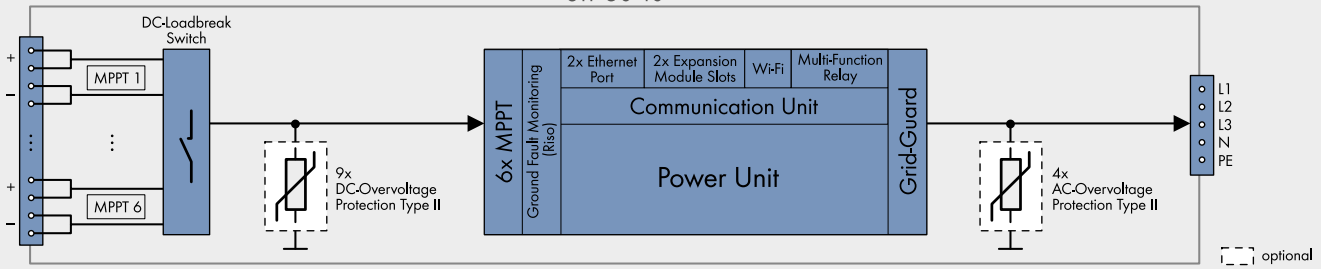 DC-Loadbreak
Switch
+
MPPT 1
−
⋮
⋮
+
MPPT 6
−
9x
DC-Overvoltage
Protection Type II
6x MPPT
Ground Fault Monitoring
(Riso)
2x Ethernet
Port
2x Expansion
Module Slots
Wi-Fi
Multi-Function
Relay
Communication Unit
Power Unit
Grid-Guard
4x
AC-Overvoltage
Protection Type II
L1
L2
L3
N
PE
optional